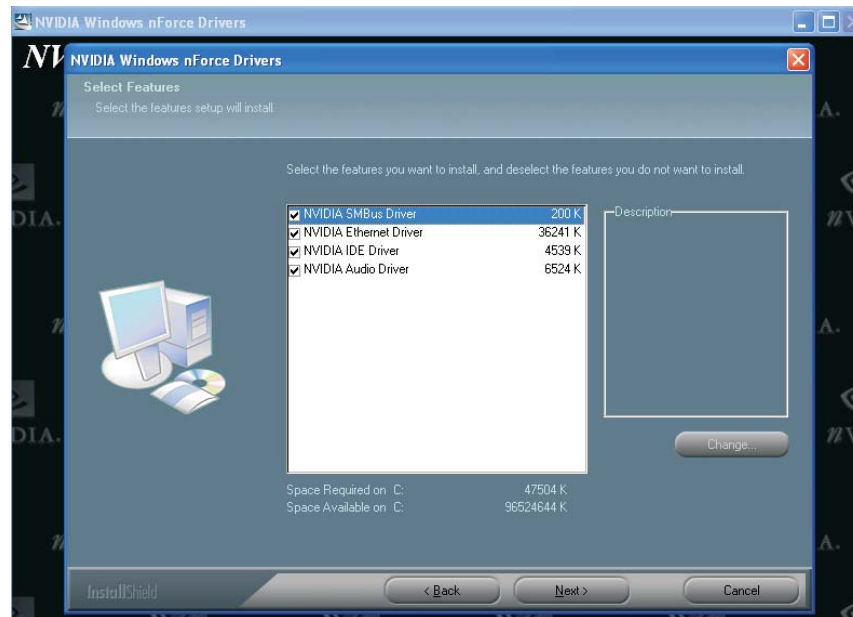 NVIDIA Windows nForce Drivers
NVIDIA Windows nForce Drivers
Select Features
Select the features setup will install.
Select the features you want to install, and deselect the features you do not want to install.
NVIDIA SMBus Driver 200 K
NVIDIA Ethernet Driver 36241 K
NVIDIA IDE Driver 4539 K
NVIDIA Audio Driver 6524 K
Description
Change...
Space Required on C: 47504 K
Space Available on C: 96524644 K
InstallShield
< Back
Next >
Cancel